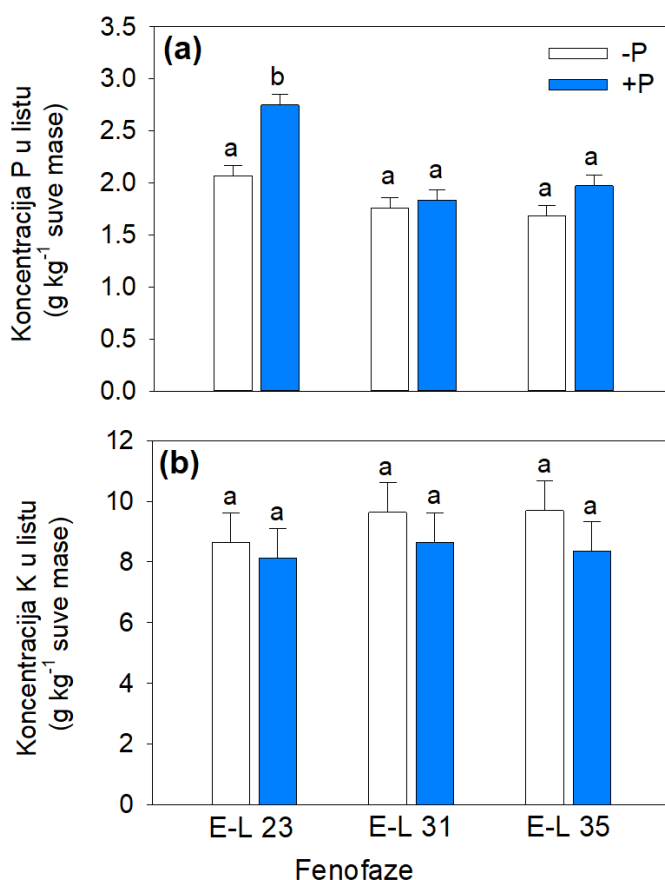 (a)
-P
+P
Koncentracija P u listu
(g kg⁻¹ suve mase)
3.5
3.0
2.5
2.0
1.5
1.0
0.5
0.0
a
b
a
a
a
a
(b)
Koncentracija K u listu
(g kg⁻¹ suve mase)
12
10
8
6
4
2
0
a
a
a
a
a
a
E-L 23
E-L 31
E-L 35
Fenofaze